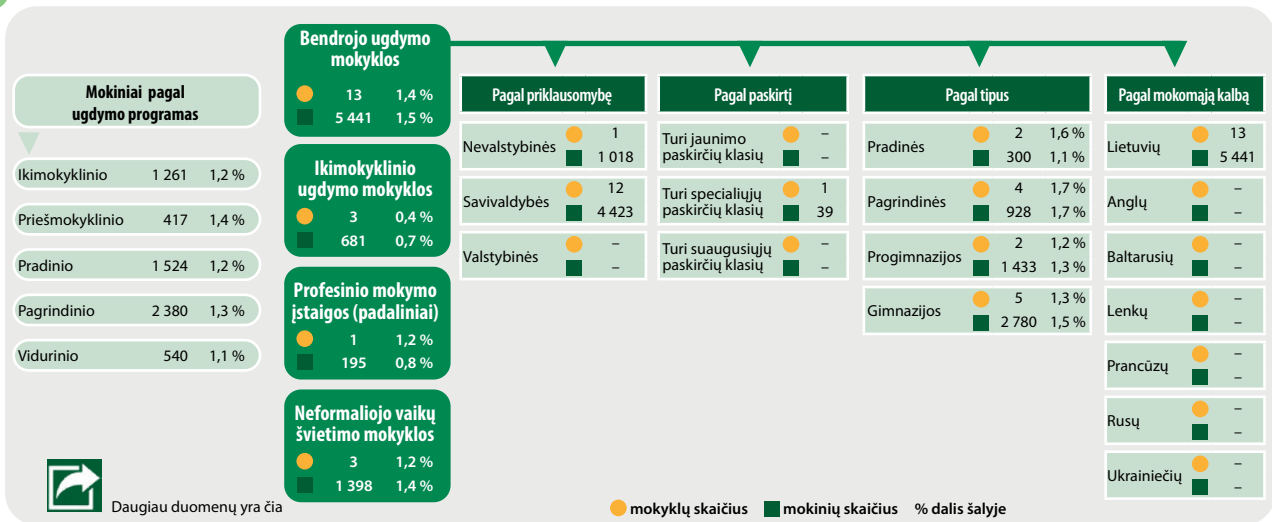 Mokiniai pagal
ugdymo programas
Ikimokyklinio 1 261 1,2 %
Priešmokyklinio 417 1,4 %
Pradinio 1 524 1,2 %
Pagrindinio 2 380 1,3 %
Vidurinio 540 1,1 %
Daugiau duomenų yra čia
Bendrojo ugdymo
mokyklos
13 1,4 %
5 441 1,5 %
Ikimokyklinio
ugdymo mokyklos
3 0,4 %
681 0,7 %
Profesinio mokymo
įstaigos (padaliniai)
1 1,2 %
195 0,8 %
Neformaliojo vaikų
švietimo mokyklos
3 1,2 %
1 398 1,4 %
Pagal priklausomybę
Nevalstybinės 1
1 018
Savivaldybės 12
4 423
Valstybinės –
–
Pagal paskirtį
Turi jaunimo –
paskirčių klasių –
Turi specialiųjų 1
paskirčių klasių 39
Turi suaugusiųjų –
paskirčių klasių –
Pagal tipus
Pradinės 2 1,6 %
300 1,1 %
Pagrindinės 4 1,7 %
928 1,7 %
Progimnazijos 2 1,2 %
1 433 1,3 %
Gimnazijos 5 1,3 %
2 780 1,5 %
Pagal mokomąją kalbą
Lietuvių 13
5 441
Anglų –
–
Baltarusių –
–
Lenkų –
–
Prancūzų –
–
Rusų –
–
Ukrainiečių –
–
mokyklų skaičius mokinių skaičius % dalis šalyje